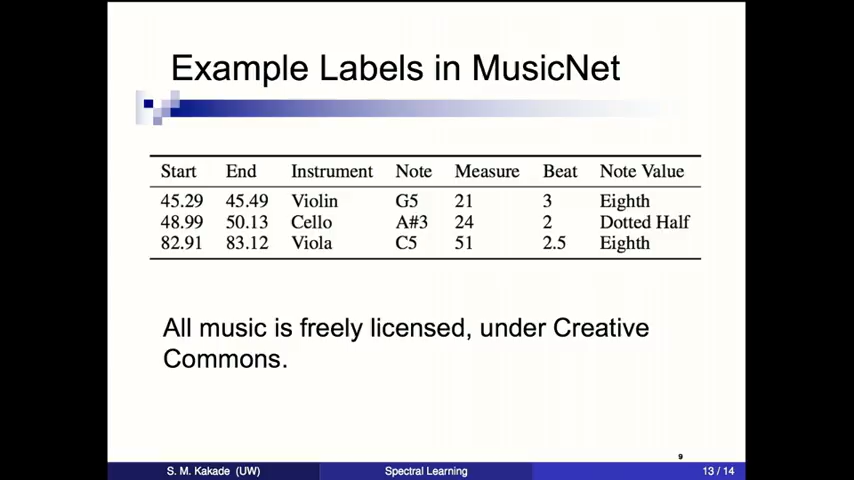 Example Labels in MusicNet
Start End Instrument Note Measure Beat Note Value
45.29 45.49 Violin G5 21 3 Eighth
48.99 50.13 Cello A#3 24 2 Dotted Half
82.91 83.12 Viola C5 51 2.5 Eighth
All music is freely licensed, under Creative
Commons.
9
S. M. Kakade (UW) Spectral Learning 13 / 14